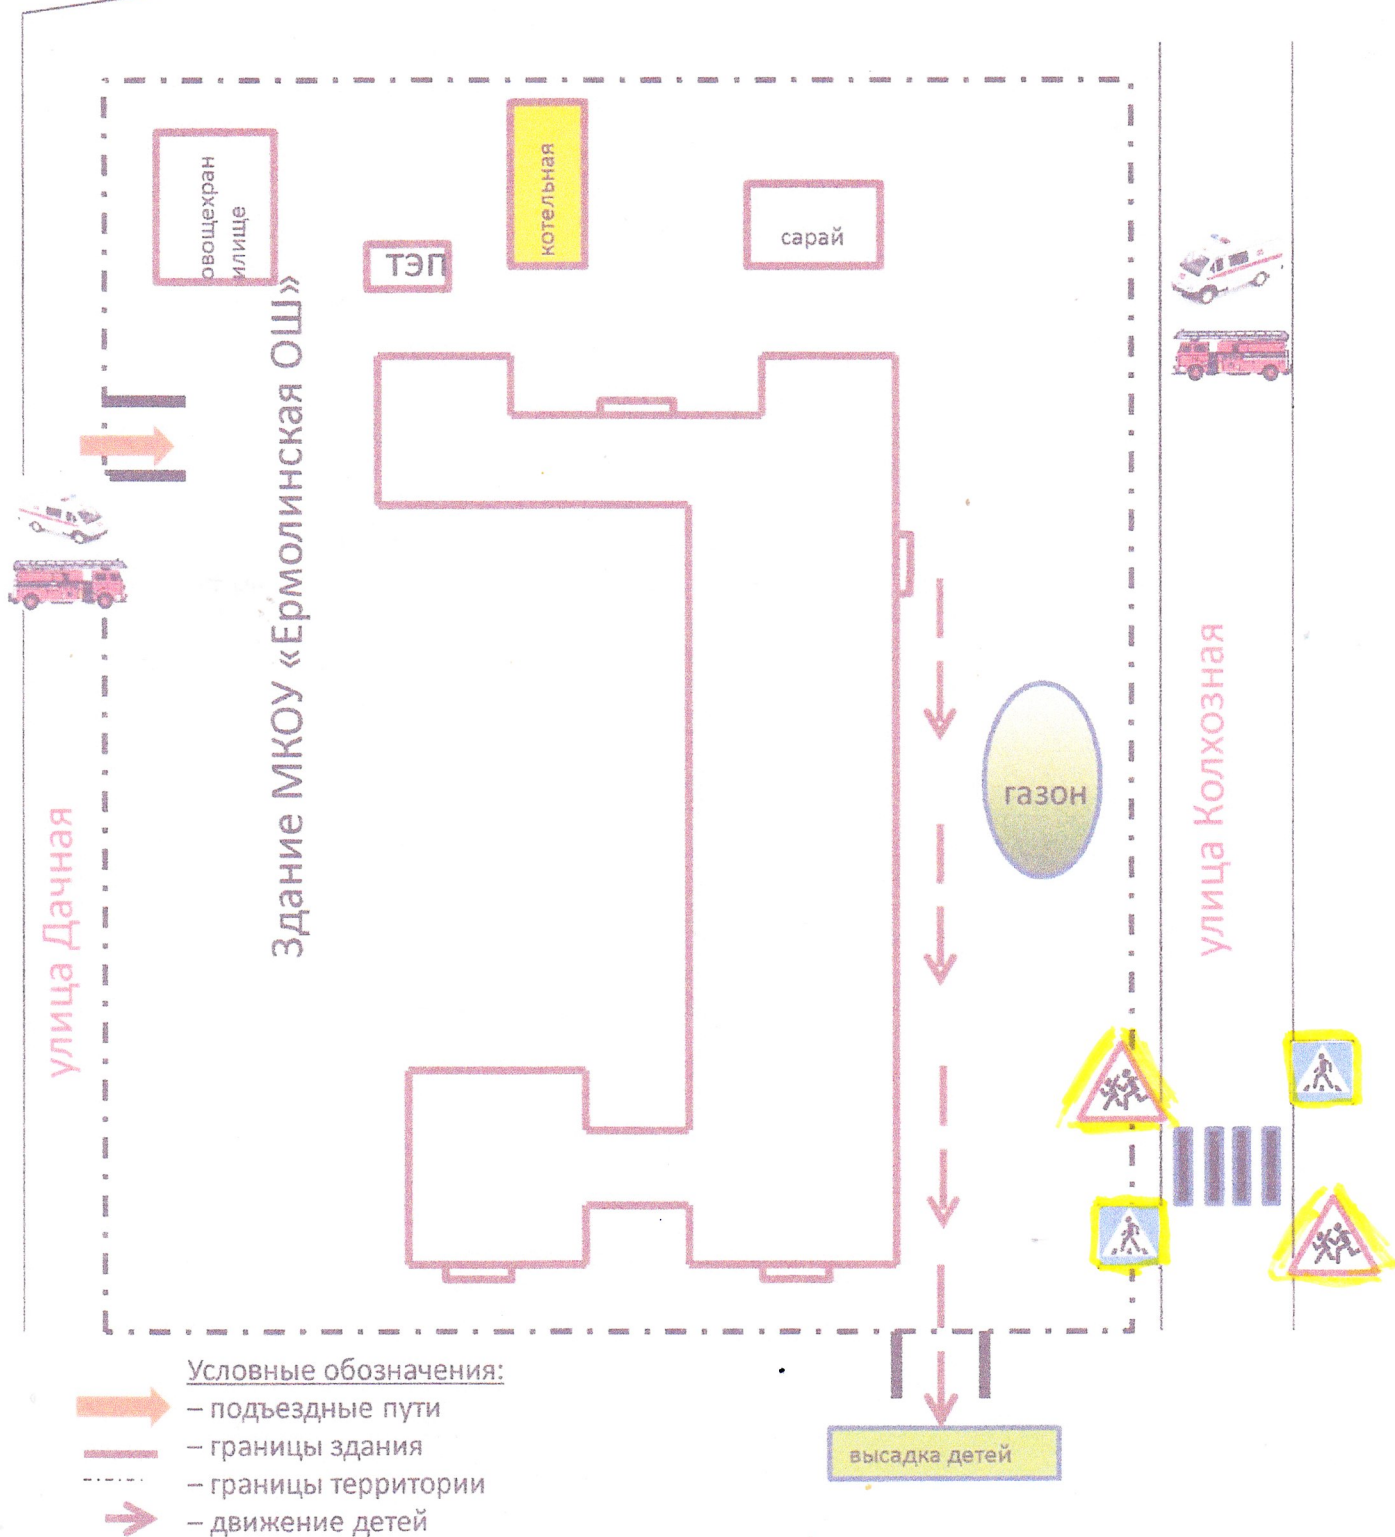 овощехран
илище
котельная
сарай
ТЭП
Здание МКОУ «Ермолинская ОШ»
газон
улица Колхозная
улица Дачная
Условные обозначения:
– подъездные пути
– границы здания
– границы территории
– движение детей
высадка детей